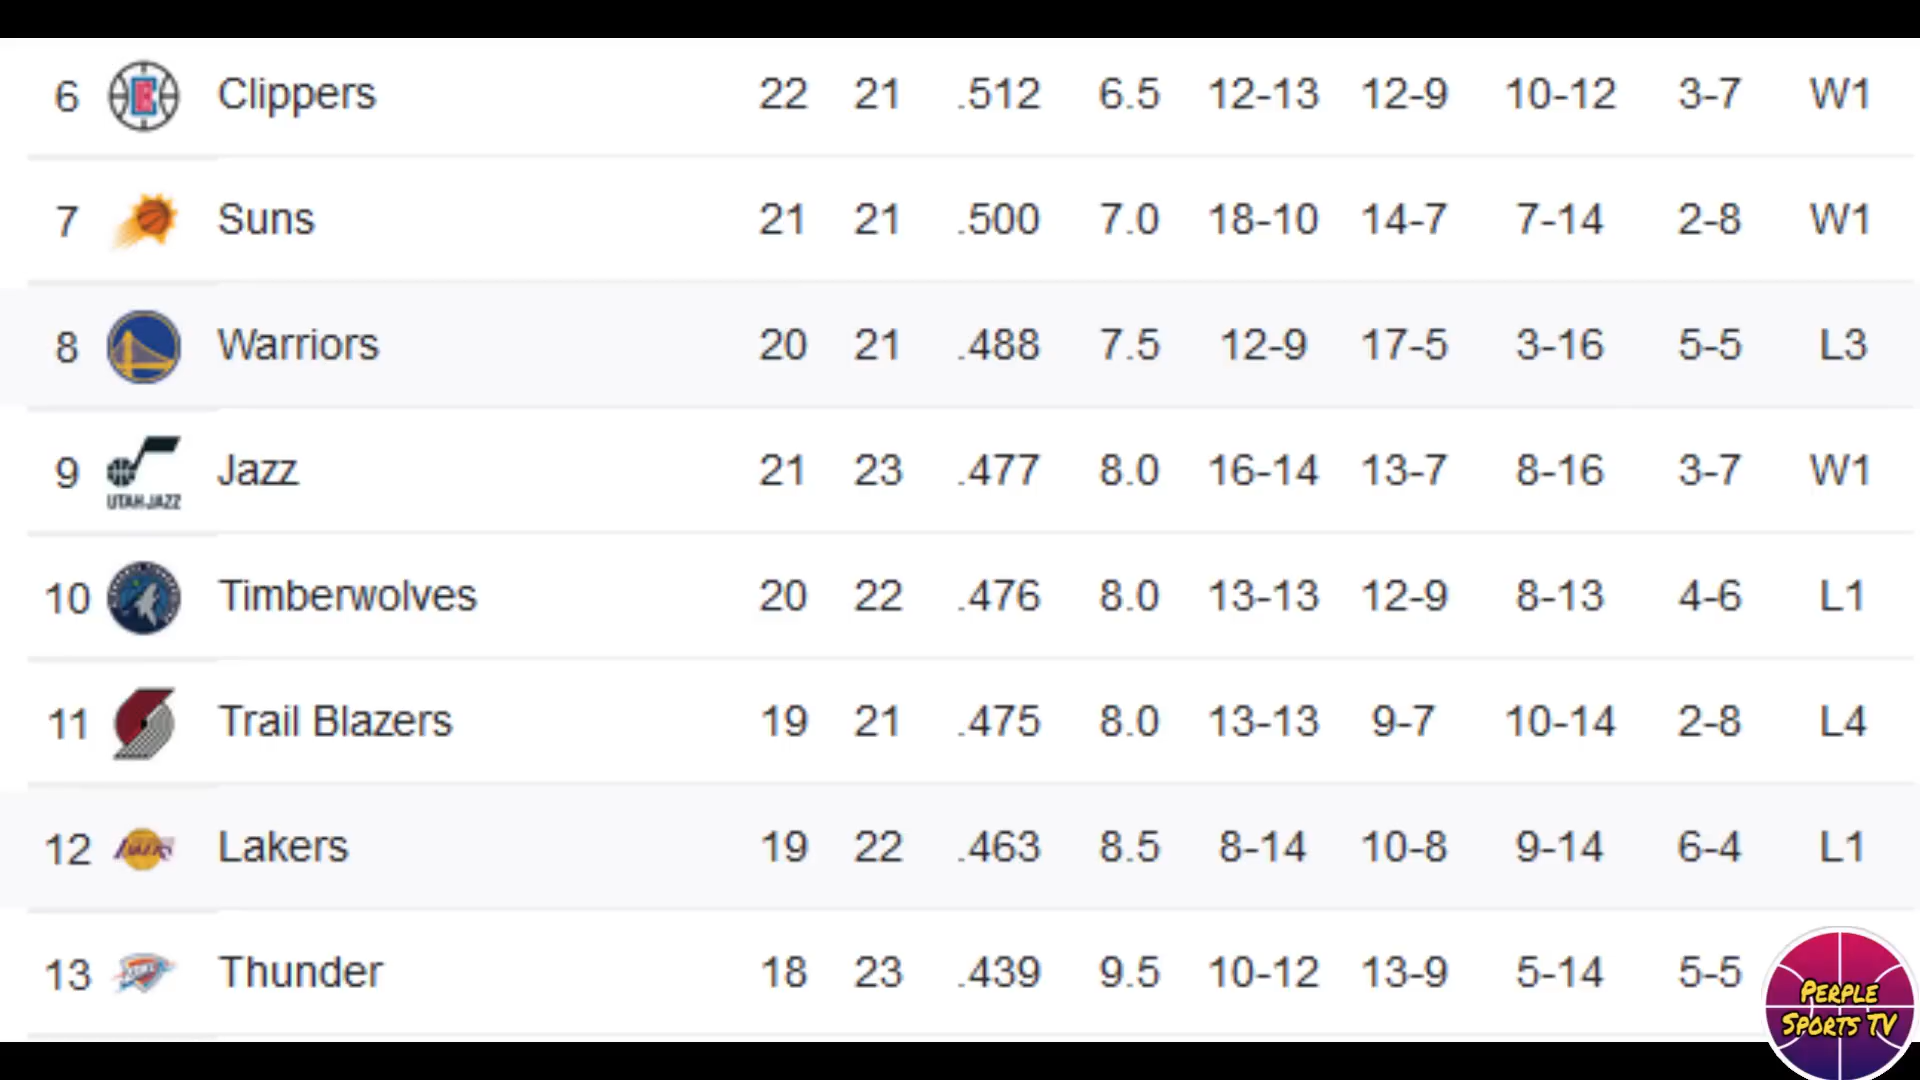 6 Clippers 22 21 .512 6.5 12-13 12-9 10-12 3-7 W1
7 Suns 21 21 .500 7.0 18-10 14-7 7-14 2-8 W1
8 Warriors 20 21 .488 7.5 12-9 17-5 3-16 5-5 L3
9 Jazz 21 23 .477 8.0 16-14 13-7 8-16 3-7 W1
UTAH JAZZ
10 Timberwolves 20 22 .476 8.0 13-13 12-9 8-13 4-6 L1
11 Trail Blazers 19 21 .475 8.0 13-13 9-7 10-14 2-8 L4
12 Lakers 19 22 .463 8.5 8-14 10-8 9-14 6-4 L1
13 Thunder 18 23 .439 9.5 10-12 13-9 5-14 5-5
PERPLE
SPORTS TV